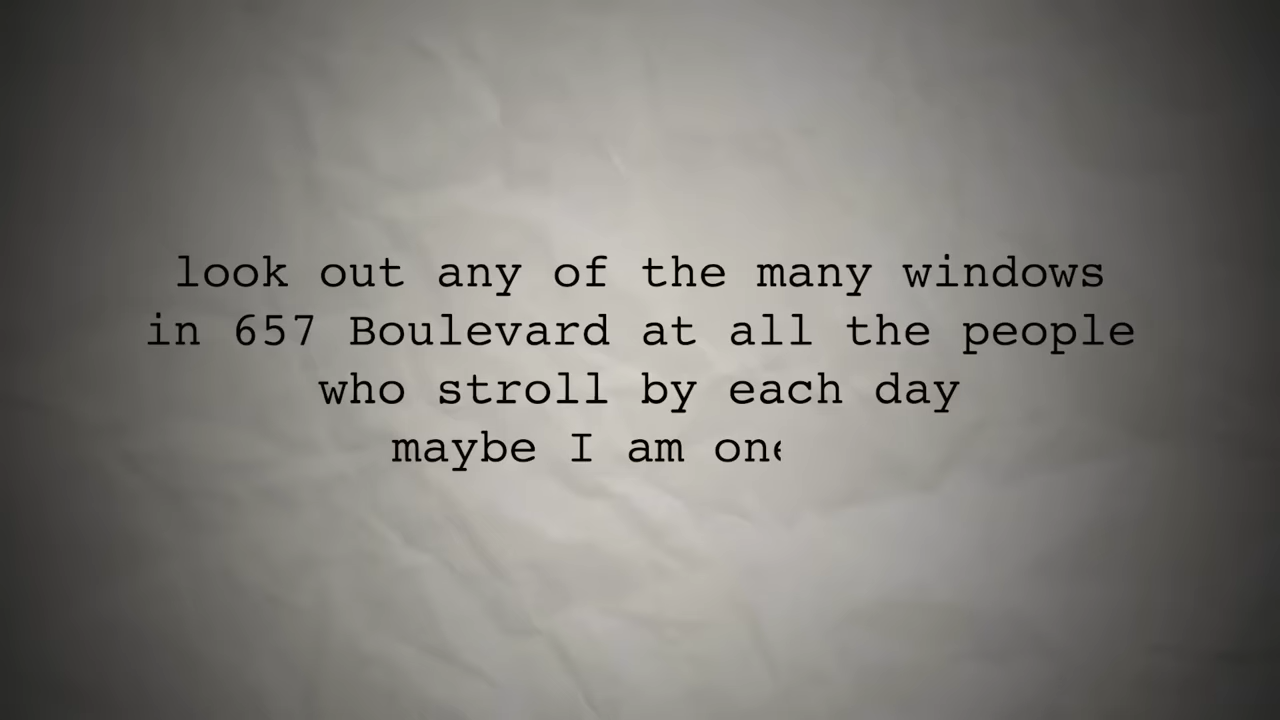 look out any of the many windows
in 657 Boulevard at all the people
who stroll by each day
maybe I am one